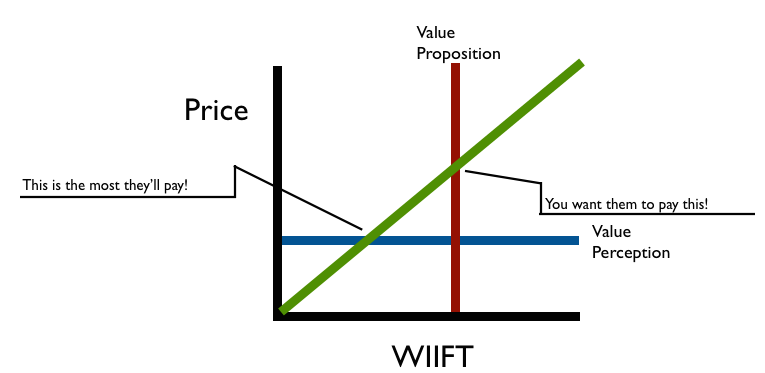 Value
Proposition
Price
This is the most they'll pay!
You want them to pay this!
Value
Perception
WIIFT